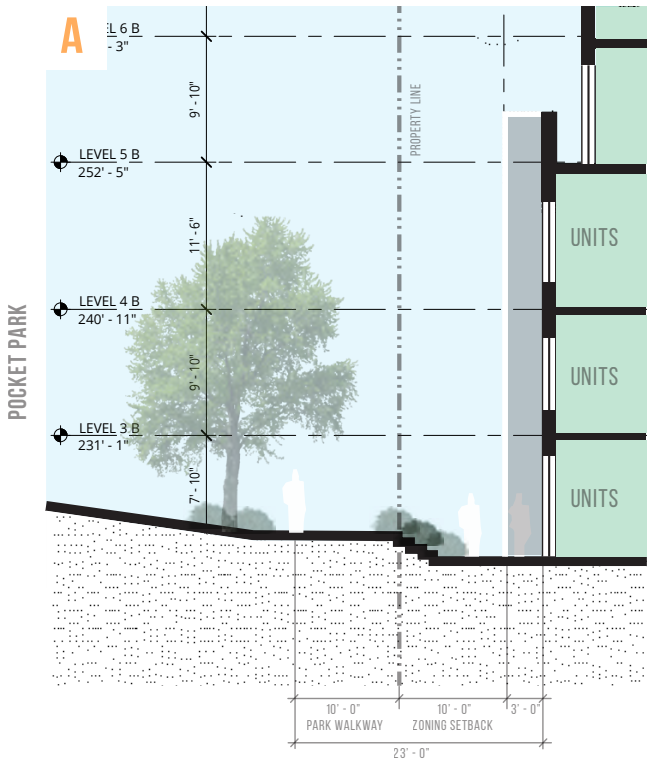 A
EL 6 B
- 3"
9' - 10"
PROPERTY LINE
LEVEL 5 B
252' - 5"
11' - 6"
UNITS
LEVEL 4 B
240' - 11"
POCKET PARK
9' - 10"
UNITS
LEVEL 3 B
231' - 1"
7' - 10"
UNITS
10' - 0"
10' - 0"
3' - 0"
PARK WALKWAY
ZONING SETBACK
23' - 0"